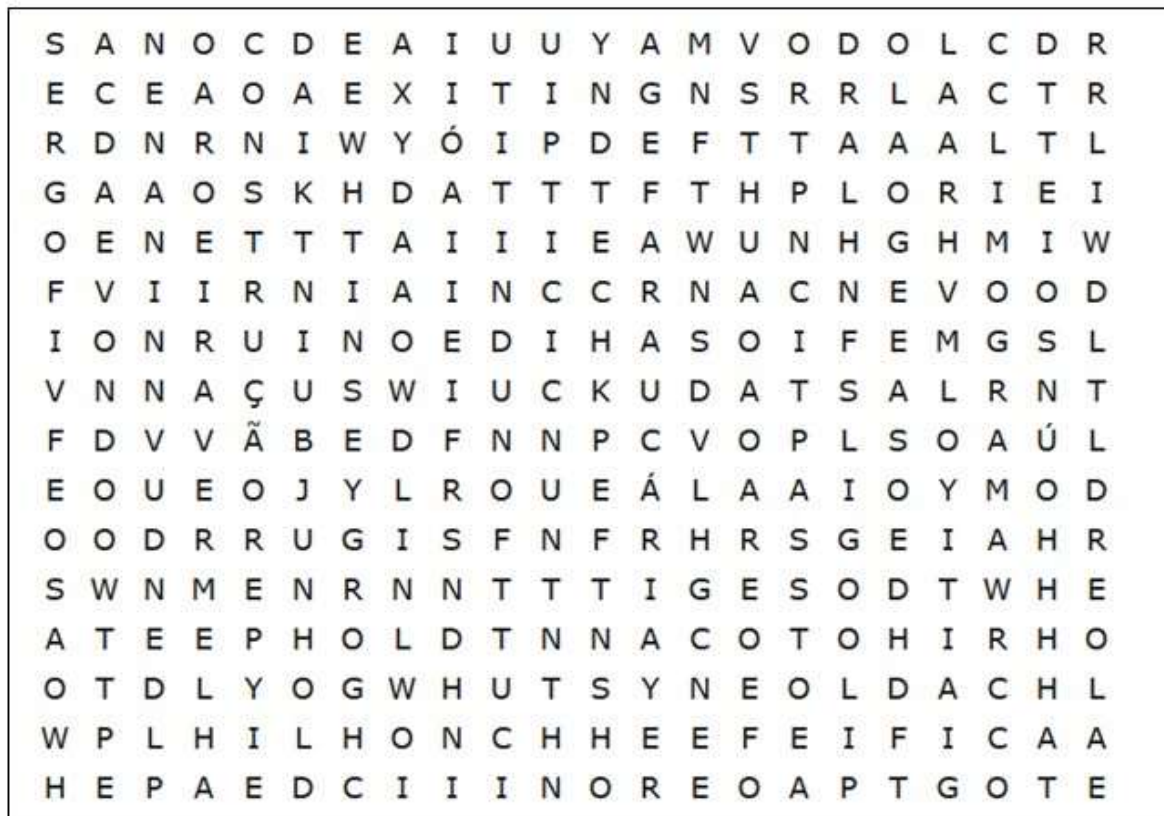 S A N O C D E A I U U Y A M V O D O L C D R
E C E A O A E X I T I N G N S R R L A C T R
R D N R N I W Y Ó I P D E F T T A A A L T L
G A A O S K H D A T T T F T H P L O R I E I
O E N E T T T A I I I E A W U N H G H M I W
F V I I R N I A I N C C R N A C N E V O O D
I O N R U I N O E D I H A S O I F E M G S L
V N N A Ç U S W I U C K U D A T S A L R N T
F D V V Ã B E D F N N P C V O P L S O A Ú L
E O U E O J Y L R O U E Á L A A I O Y M O D
O O D R R U G I S F N F R H R S G E I A H R
S W N M E N R N N T T T I G E S O D T W H E
A T E E P H O L D T N N A C O T O H I R H O
O T D L Y O G W H U T S Y N E O L D A C H L
W P L H I L H O N C H H E E F E I F I C A A
H E P A E D C I I I N O R E O A P T G O T E